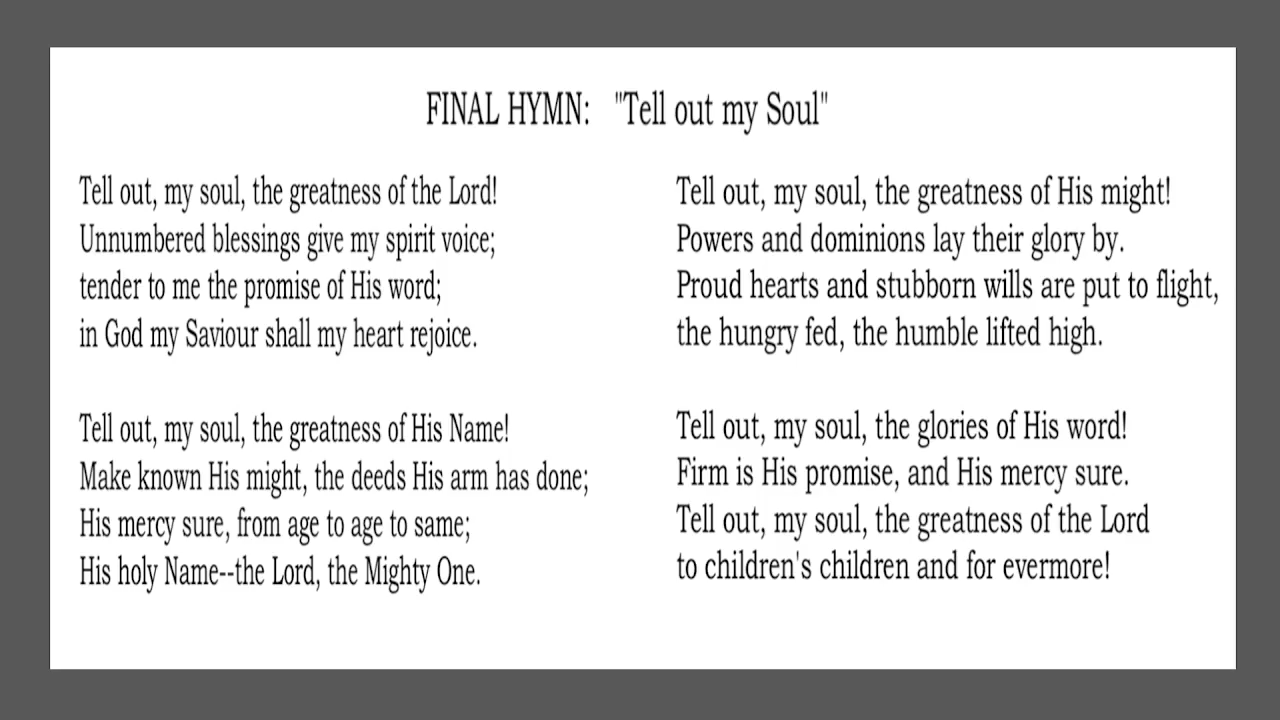 FINAL HYMN: "Tell out my Soul"
Tell out, my soul, the greatness of the Lord!
Unnumbered blessings give my spirit voice;
tender to me the promise of His word;
in God my Saviour shall my heart rejoice.
Tell out, my soul, the greatness of His Name!
Make known His might, the deeds His arm has done;
His mercy sure, from age to age to same;
His holy Name--the Lord, the Mighty One.
Tell out, my soul, the greatness of His might!
Powers and dominions lay their glory by.
Proud hearts and stubborn wills are put to flight,
the hungry fed, the humble lifted high.
Tell out, my soul, the glories of His word!
Firm is His promise, and His mercy sure.
Tell out, my soul, the greatness of the Lord
to children's children and for evermore!